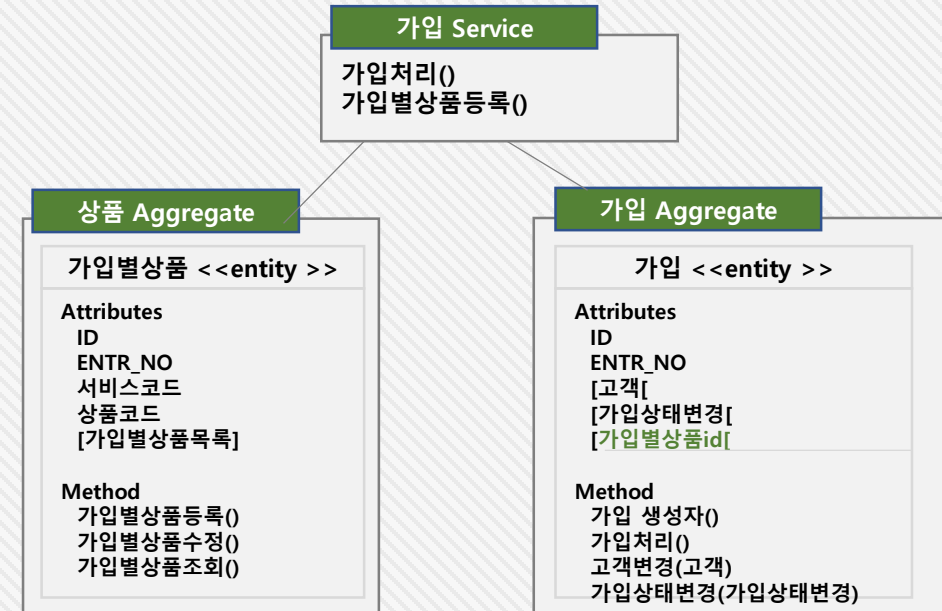 가입 Service
가입처리()
가입별상품등록()
상품 Aggregate
가입별상품 <<entity >>
Attributes
ID
ENTR_NO
서비스코드
상품코드
[가입별상품목록]
Method
가입별상품등록()
가입별상품수정()
가입별상품조회()
가입 Aggregate
가입 <<entity >>
Attributes
ID
ENTR_NO
[고객[
[가입상태변경[
[가입별상품id[
Method
가입 생성자()
가입처리()
고객변경(고객)
가입상태변경(가입상태변경)